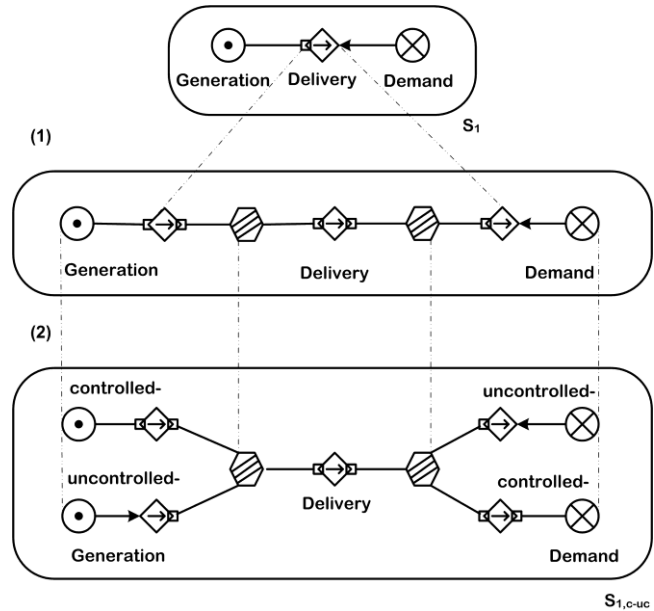 Generation Delivery Demand
S1
(1)
Generation Delivery Demand
(2)
controlled- uncontrolled-
uncontrolled- controlled-
Delivery
Generation Demand
S1,c-uc